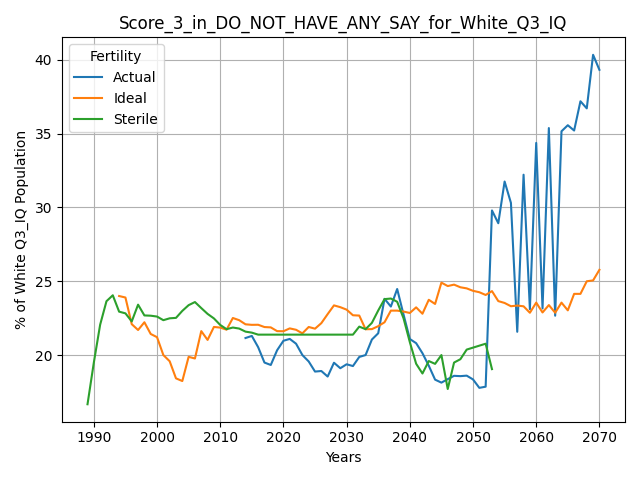 Score_3_in_DO_NOT_HAVE_ANY_SAY_for_White_Q3_IQ
Fertility
Actual
Ideal
Sterile
% of White Q3_IQ Population
40
35
30
25
20
1990 2000 2010 2020 2030 2040 2050 2060 2070
Years